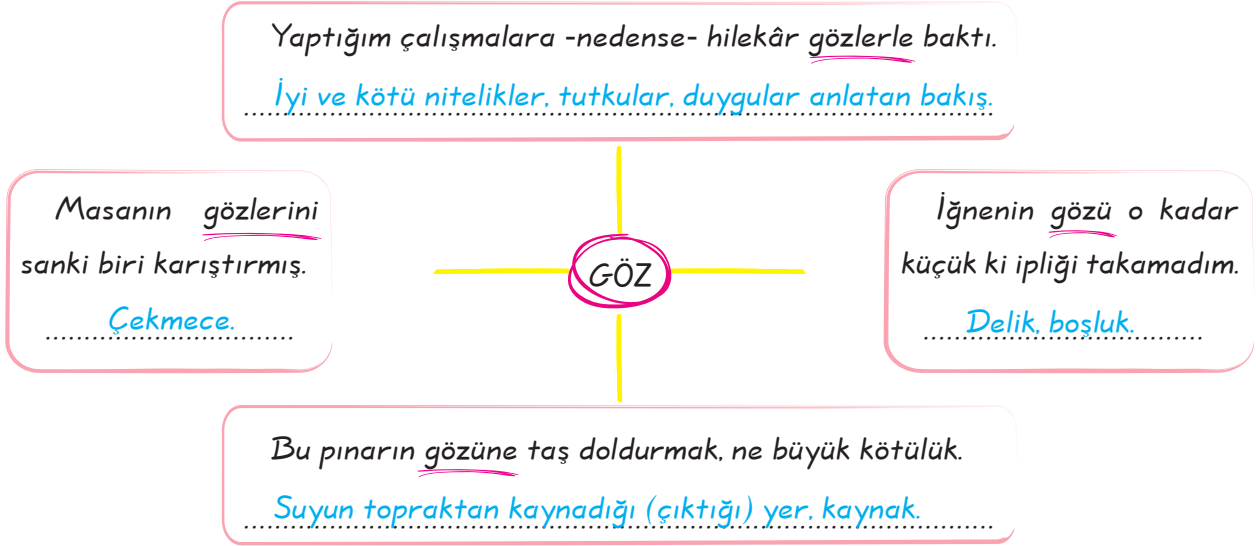 Yaptığım çalışmalara -nedense- hilekâr gözlerle baktı.
İyi ve kötü nitelikler, tutkular, duygular anlatan bakış.
Masanın gözlerini
sanki biri karıştırmış.
Çekmece.
GÖZ
İğnenin gözü o kadar
küçük ki ipliği takamadım.
Delik, boşluk.
Bu pınarın gözüne taş doldurmak, ne büyük kötülük.
Suyun topraktan kaynadığı (çıktığı) yer, kaynak.